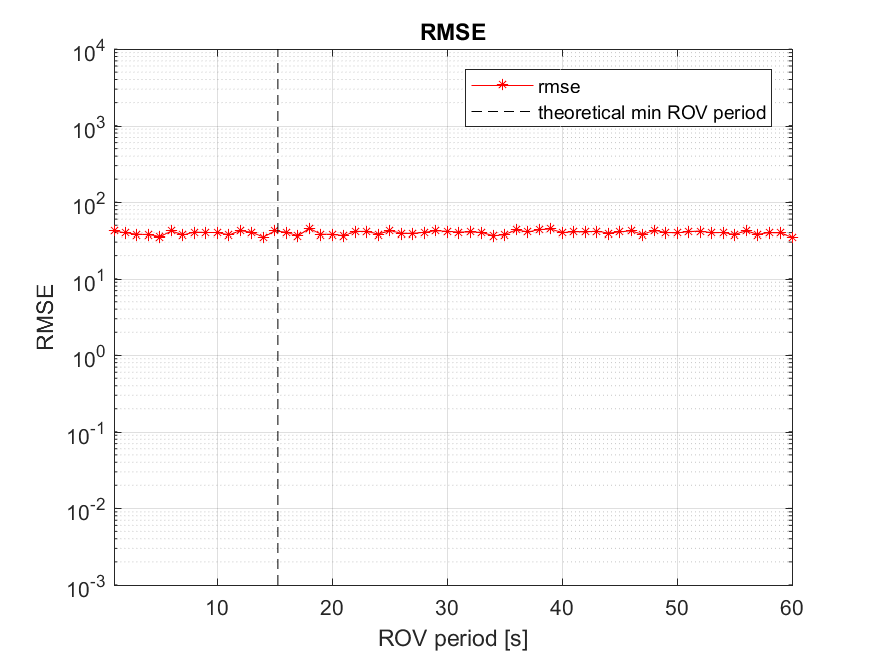 RMSE
rmse
theoretical min ROV period
10^4
10^3
10^2
10^1
10^0
10^-1
10^-2
10^-3
RMSE
10 20 30 40 50 60
ROV period [s]